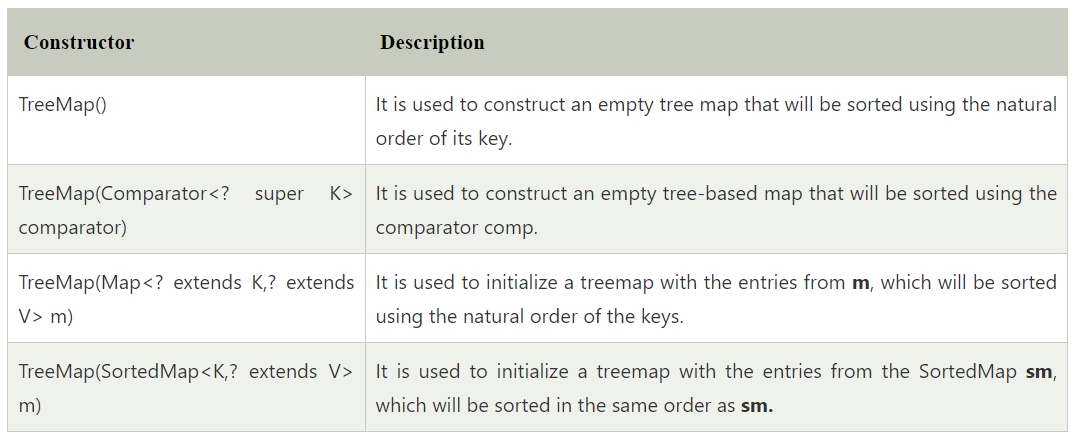 Constructor Description
TreeMap() It is used to construct an empty tree map that will be sorted using the natural
order of its key.
TreeMap(Comparator<? super K> It is used to construct an empty tree-based map that will be sorted using the
comparator) comparator comp.
TreeMap(Map<? extends K,? extends It is used to initialize a treemap with the entries from m, which will be sorted
V> m) using the natural order of the keys.
TreeMap(SortedMap<K,? extends V> It is used to initialize a treemap with the entries from the SortedMap sm,
m) which will be sorted in the same order as sm.